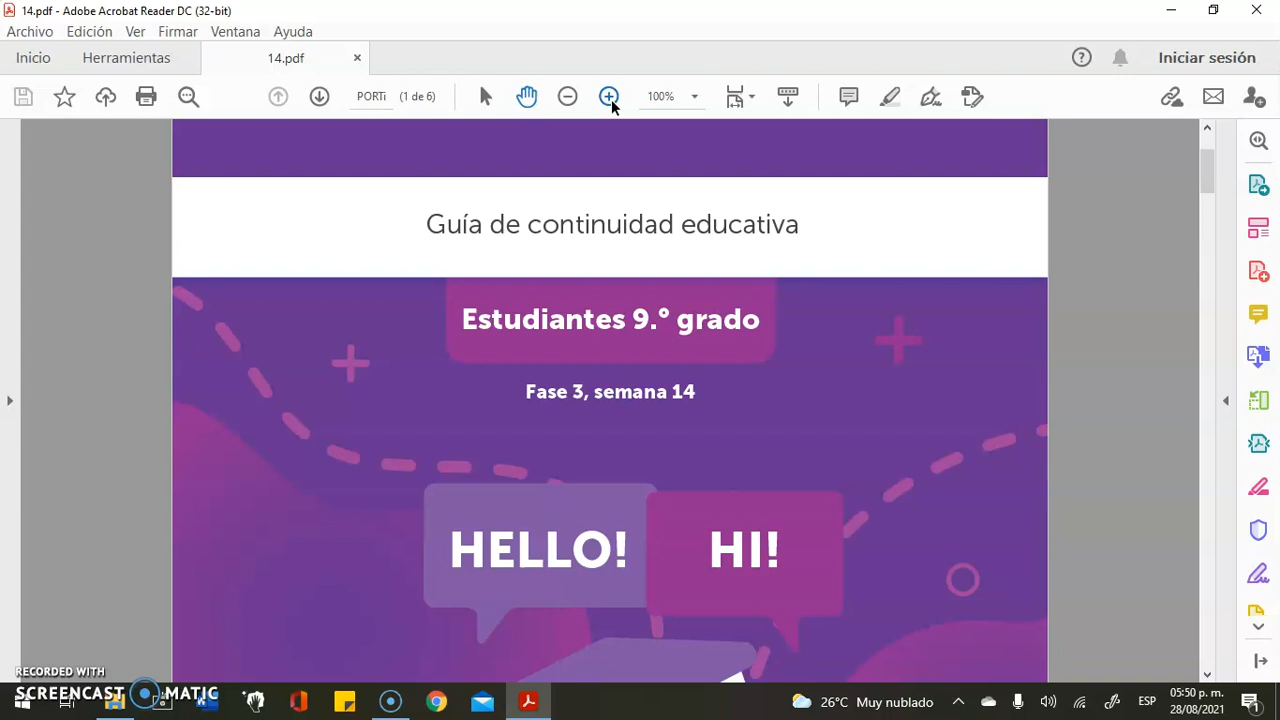 14.pdf - Adobe Acrobat Reader DC (32-bit)
Archivo Edición Ver Firmar Ventana Ayuda
Inicio Herramientas 14.pdf × Iniciar sesión
PORTi (1 de 6) 100%
Guía de continuidad educativa
Estudiantes 9.° grado
Fase 3, semana 14
HELLO! HI!
RECORDED WITH
SCREENCAST MATIC
26°C Muy nublado ESP 05:50 p. m.
28/08/2021